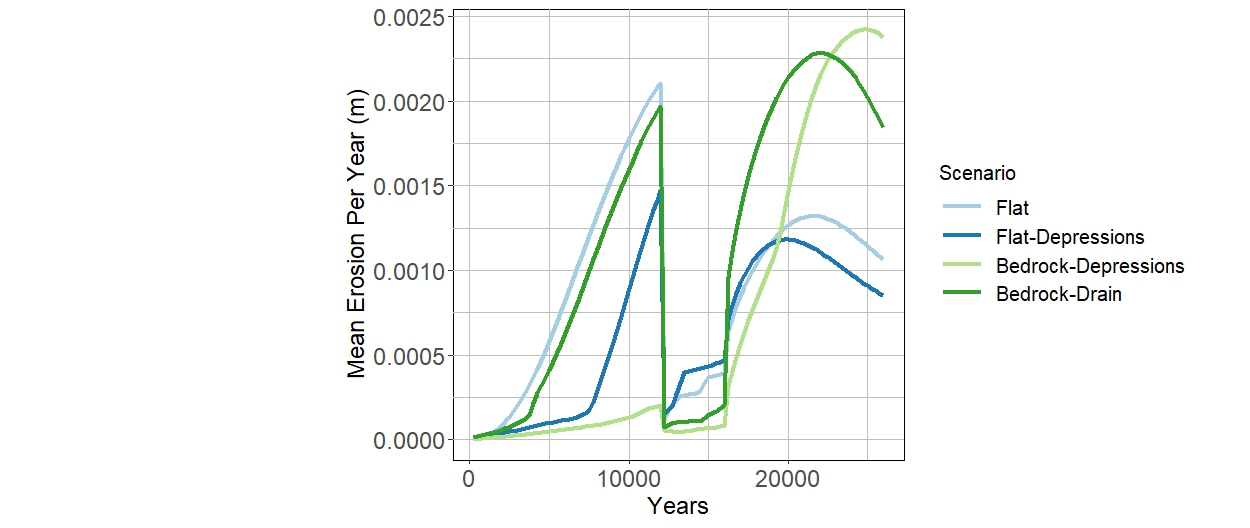 Mean Erosion Per Year (m)
0.0025
0.0020
0.0015
0.0010
0.0005
0.0000
0
10000
20000
Years
Scenario
Flat
Flat-Depressions
Bedrock-Depressions
Bedrock-Drain